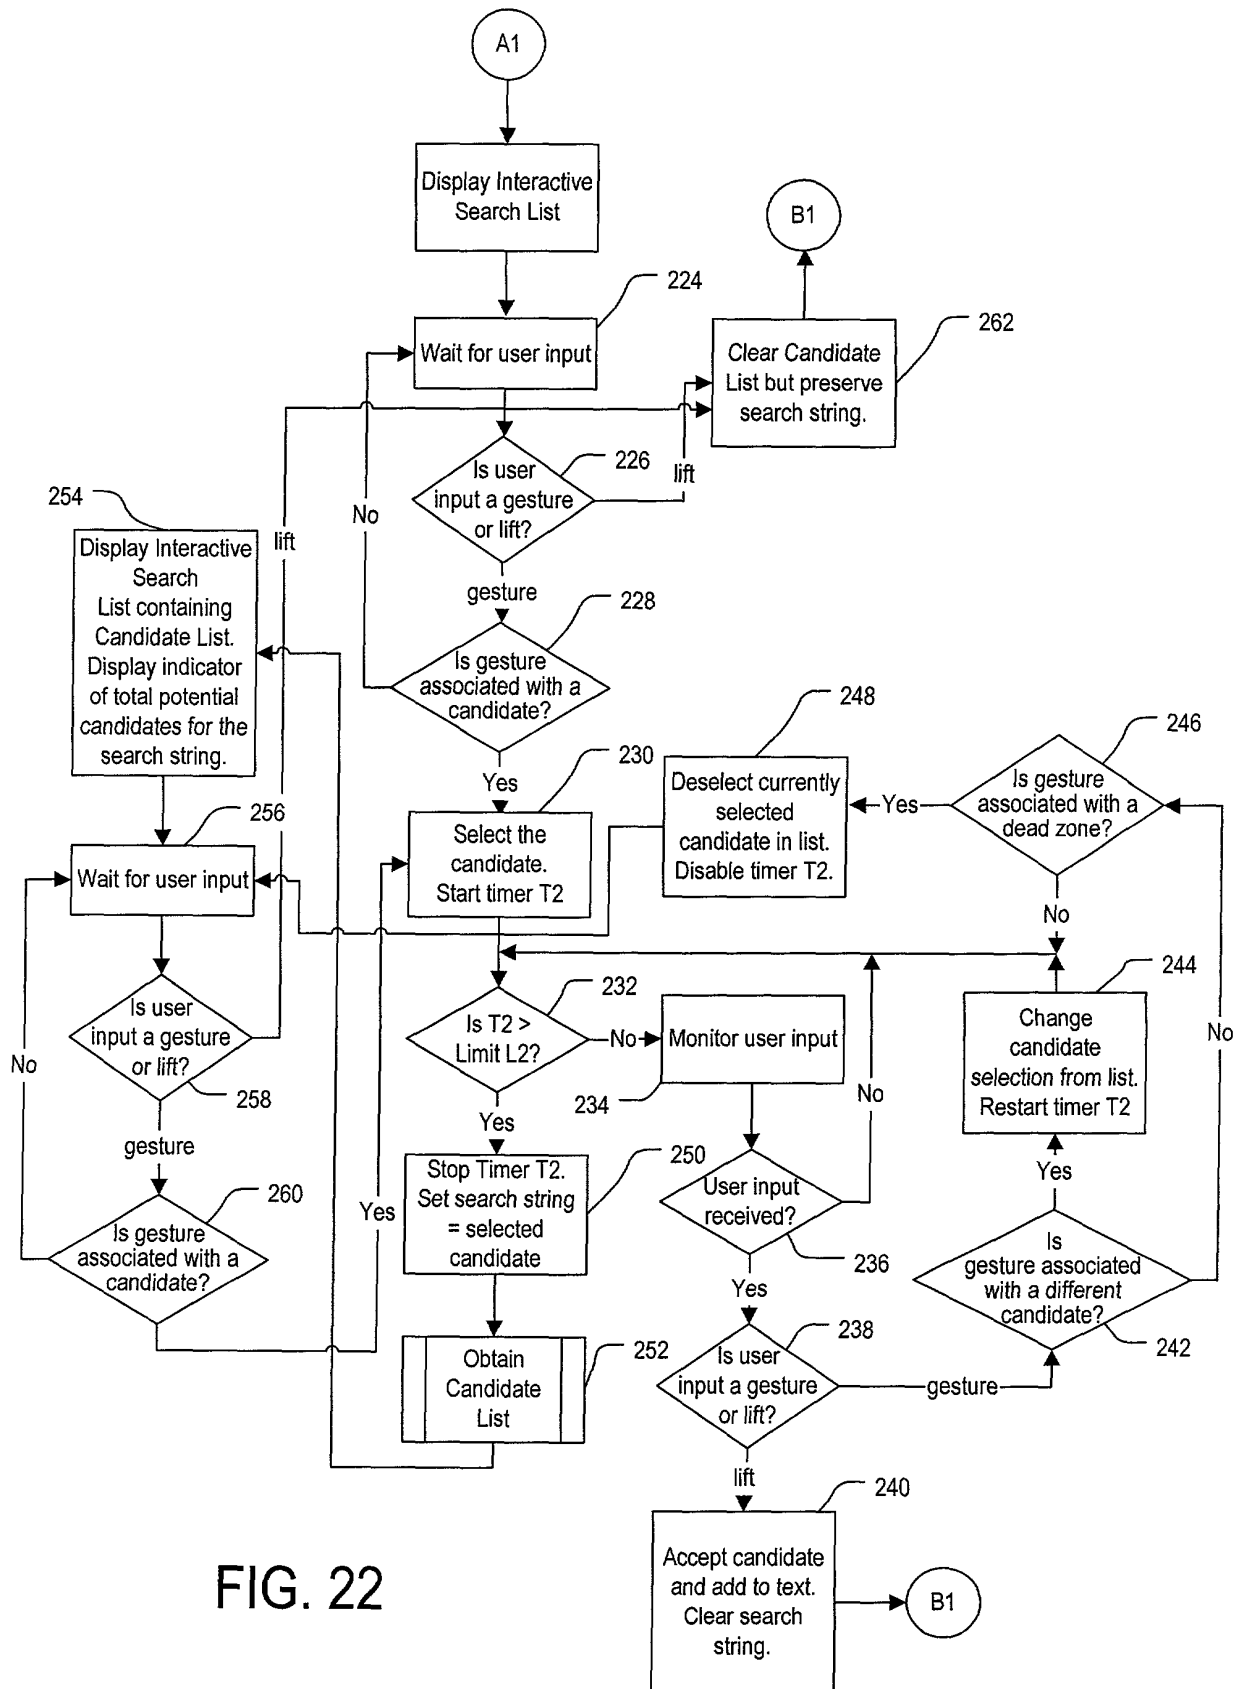 A1
Display Interactive
Search List
B1
224
Wait for user input
262
Clear Candidate
List but preserve
search string.
226
Is user
input a gesture
or lift?
lift
No
254
lift
Display Interactive
Search
List containing
Candidate List.
Display indicator
of total potential
candidates for the
search string.
gesture
228
Is gesture
associated with a
candidate?
248
246
Yes
230
Deselect currently
selected
candidate in list.
Disable timer T2.
Yes
Is gesture
associated with a
dead zone?
256
Wait for user input
Select the
candidate.
Start timer T2
No
244
232
Is T2 >
Limit L2?
No
Monitor user input
234
No
Change
candidate
selection from list.
Restart timer T2
No
Is user
input a gesture
or lift?
258
No
gesture
Yes
Yes
250
Stop Timer T2.
Set search string
= selected
candidate
User input
received?
236
Yes
260
Is gesture
associated with a
candidate?
Yes
Is
gesture associated
with a different
candidate?
242
252
Obtain
Candidate
List
238
Is user
input a gesture
or lift?
gesture
lift
240
Accept candidate
and add to text.
Clear search
string.
B1
FIG. 22